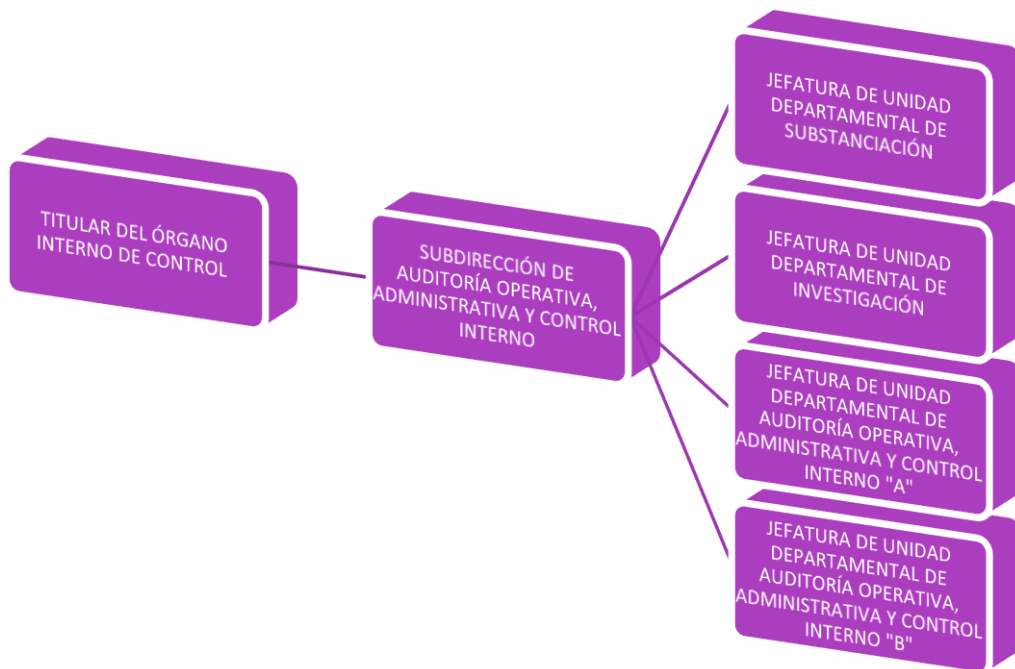 TITULAR DEL ÓRGANO
INTERNO DE CONTROL
SUBDIRECCIÓN DE
AUDITORÍA OPERATIVA,
ADMINISTRATIVA Y CONTROL
INTERNO
JEFATURA DE UNIDAD
DEPARTAMENTAL DE
SUBSTANCIACIÓN
JEFATURA DE UNIDAD
DEPARTAMENTAL DE
INVESTIGACIÓN
JEFATURA DE UNIDAD
DEPARTAMENTAL DE
AUDITORÍA OPERATIVA,
ADMINISTRATIVA Y CONTROL
INTERNO "A"
JEFATURA DE UNIDAD
DEPARTAMENTAL DE
AUDITORÍA OPERATIVA,
ADMINISTRATIVA Y CONTROL
INTERNO "B"